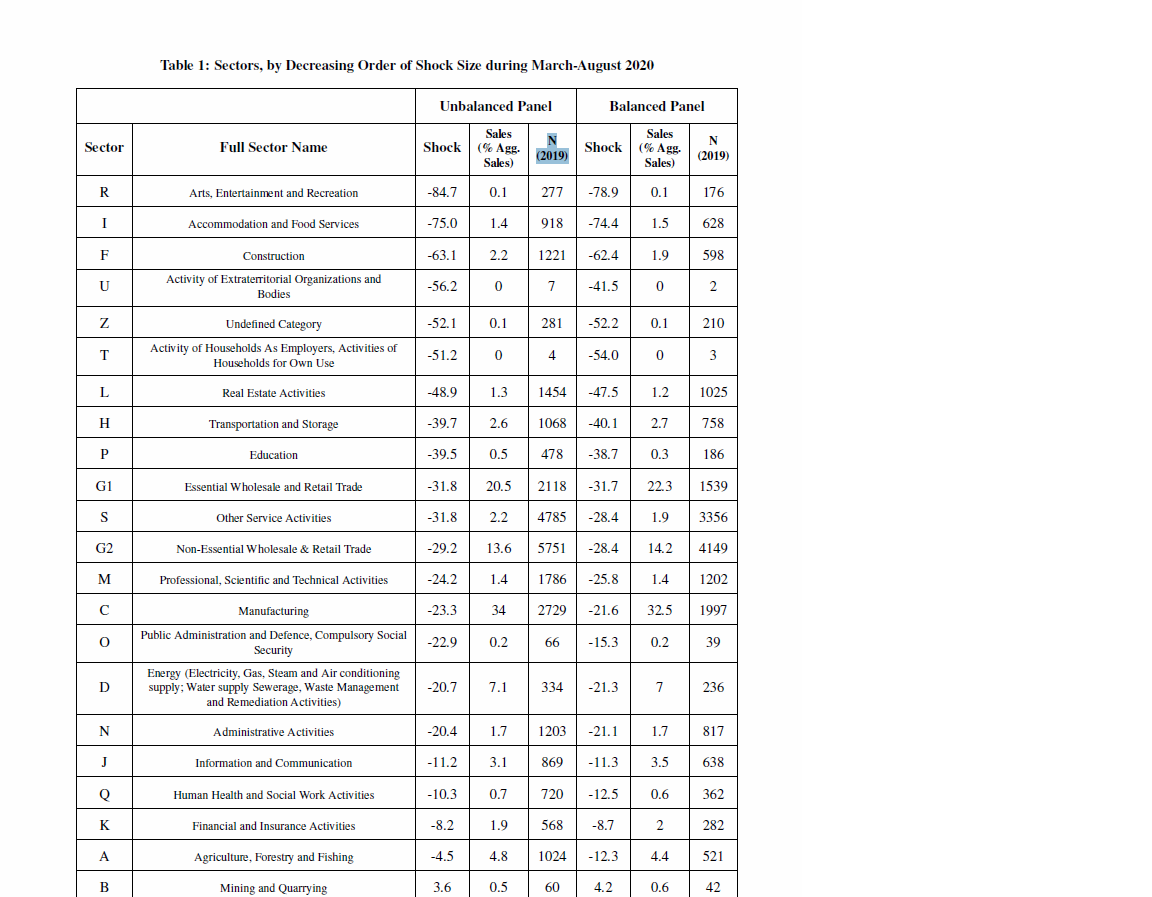 Table 1: Sectors, by Decreasing Order of Shock Size during March-August 2020
Unbalanced Panel Balanced Panel
Sector Full Sector Name Shock Sales (% Agg. Sales) N (2019) Shock Sales (% Agg. Sales) N (2019)
R Arts, Entertainment and Recreation -84.7 0.1 277 -78.9 0.1 176
I Accommodation and Food Services -75.0 1.4 918 -74.4 1.5 628
F Construction -63.1 2.2 1221 -62.4 1.9 598
U Activity of Extraterritorial Organizations and Bodies -56.2 0 7 -41.5 0 2
Z Undefined Category -52.1 0.1 281 -52.2 0.1 210
T Activity of Households As Employers, Activities of Households for Own Use -51.2 0 4 -54.0 0 3
L Real Estate Activities -48.9 1.3 1454 -47.5 1.2 1025
H Transportation and Storage -39.7 2.6 1068 -40.1 2.7 758
P Education -39.5 0.5 478 -38.7 0.3 186
G1 Essential Wholesale and Retail Trade -31.8 20.5 2118 -31.7 22.3 1539
S Other Service Activities -31.8 2.2 4785 -28.4 1.9 3356
G2 Non-Essential Wholesale & Retail Trade -29.2 13.6 5751 -28.4 14.2 4149
M Professional, Scientific and Technical Activities -24.2 1.4 1786 -25.8 1.4 1202
C Manufacturing -23.3 34 2729 -21.6 32.5 1997
O Public Administration and Defence, Compulsory Social Security -22.9 0.2 66 -15.3 0.2 39
D Energy (Electricity, Gas, Steam and Air conditioning supply; Water supply Sewerage, Waste Management and Remediation Activities) -20.7 7.1 334 -21.3 7 236
N Administrative Activities -20.4 1.7 1203 -21.1 1.7 817
J Information and Communication -11.2 3.1 869 -11.3 3.5 638
Q Human Health and Social Work Activities -10.3 0.7 720 -12.5 0.6 362
K Financial and Insurance Activities -8.2 1.9 568 -8.7 2 282
A Agriculture, Forestry and Fishing -4.5 4.8 1024 -12.3 4.4 521
B Mining and Quarrying 3.6 0.5 60 4.2 0.6 42